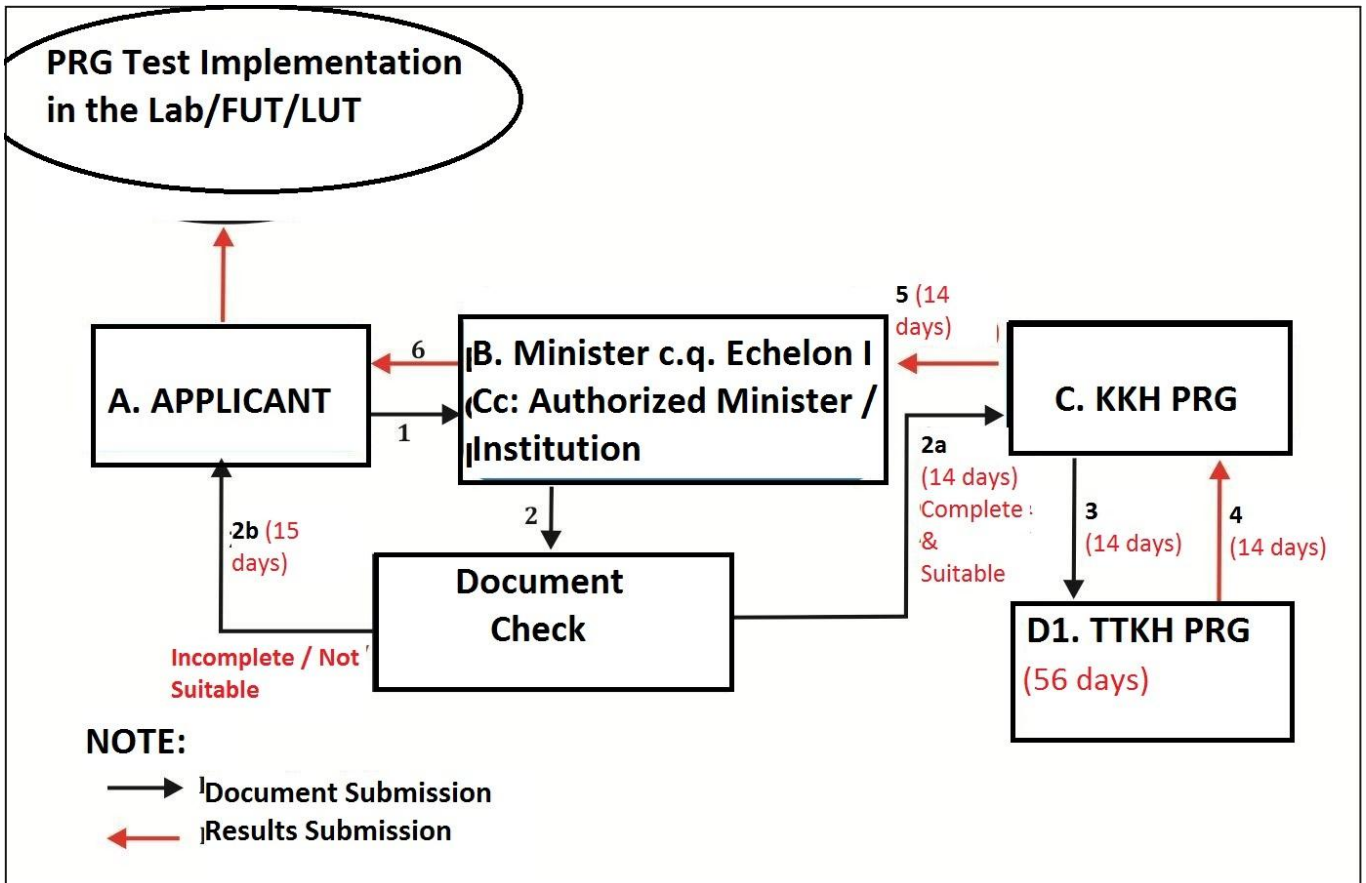 PRG Test Implementation
in the Lab/FUT/LUT
A. APPLICANT
6
1
B. Minister c.q. Echelon I
Cc: Authorized Minister /
Institution
5 (14
days)
C. KKH PRG
2a
(14 days)
Complete
&
Suitable
3
(14 days)
4
(14 days)
2
2b (15
days)
Document
Check
D1. TTKH PRG
(56 days)
Incomplete / Not
Suitable
NOTE:
Document Submission
Results Submission